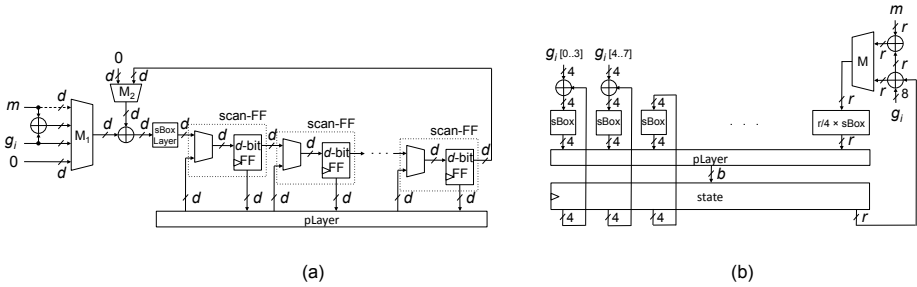 0
d d
M2
m
d
d
gi
d
0
d
M1
d
d
d
sBox
Layer
d
scan-FF
d
d-bit
FF
d
d
d
scan-FF
d
d-bit
FF
d
d
scan-FF
d
d-bit
FF
d
d
d
pLayer
(a)
gi [0..3]
gi [4..7]
4
4
4
4
4
sBox
sBox
sBox
4
4
4
. . .
m
r
r
r
r
r
M
8
gi
r
r/4 × sBox
r
pLayer
b
state
4
4
4
r
(b)